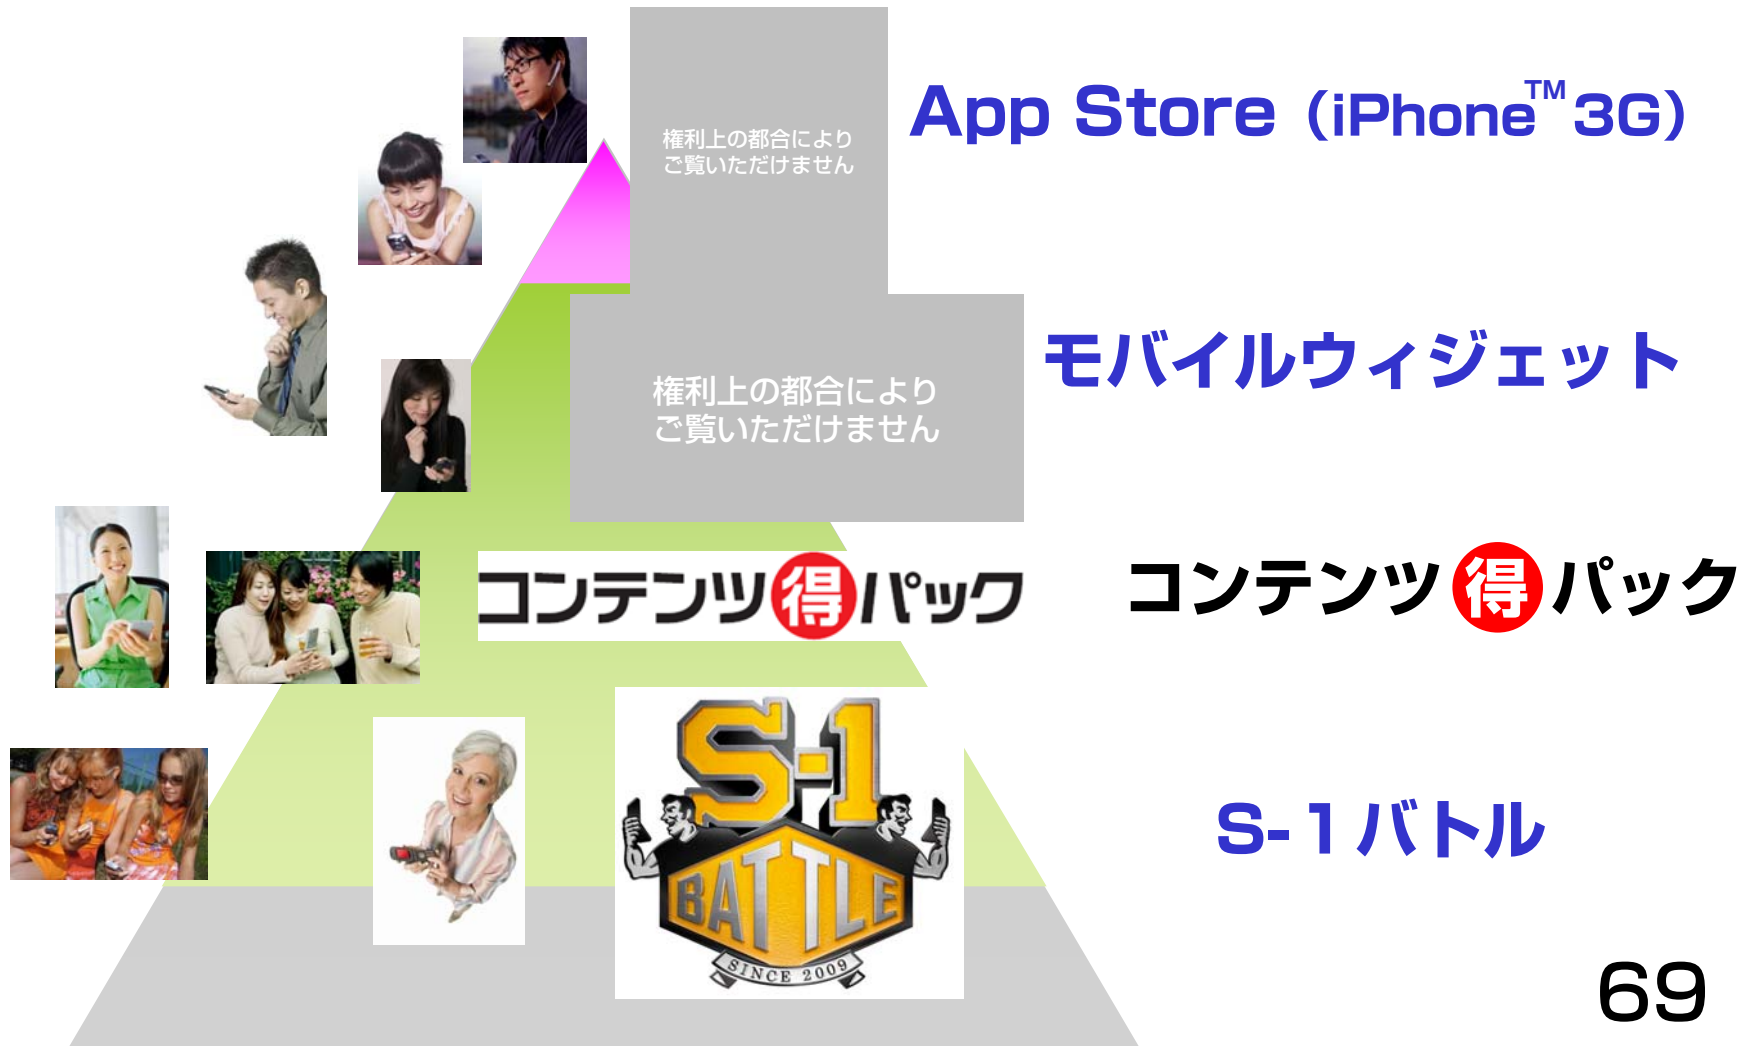 権利上の都合により
ご覧いただけません
App Store（iPhone™ 3G）
権利上の都合により
ご覧いただけません
モバイルウィジェット
コンテンツ得パック
コンテンツ得パック
S-1
BATTLE
SINCE 2009
S-1バトル
69